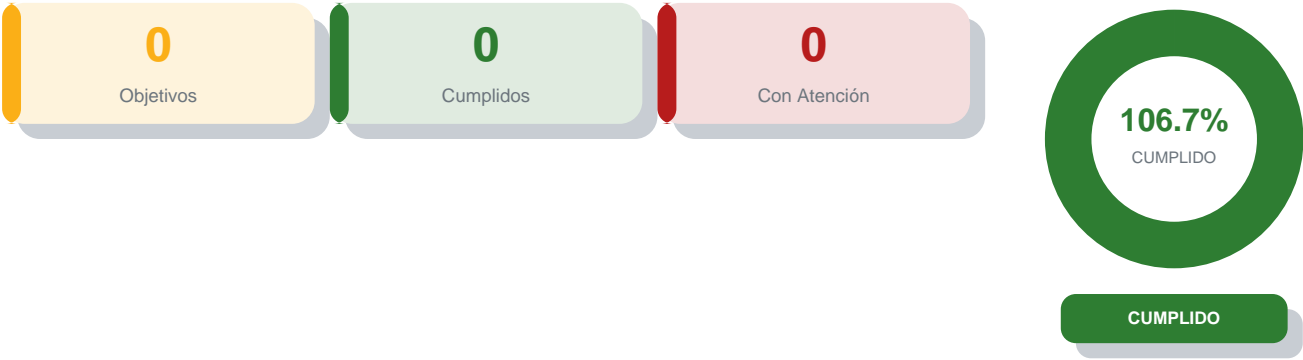 0
Objetivos
0
Cumplidos
0
Con Atención
106.7%
CUMPLIDO
CUMPLIDO